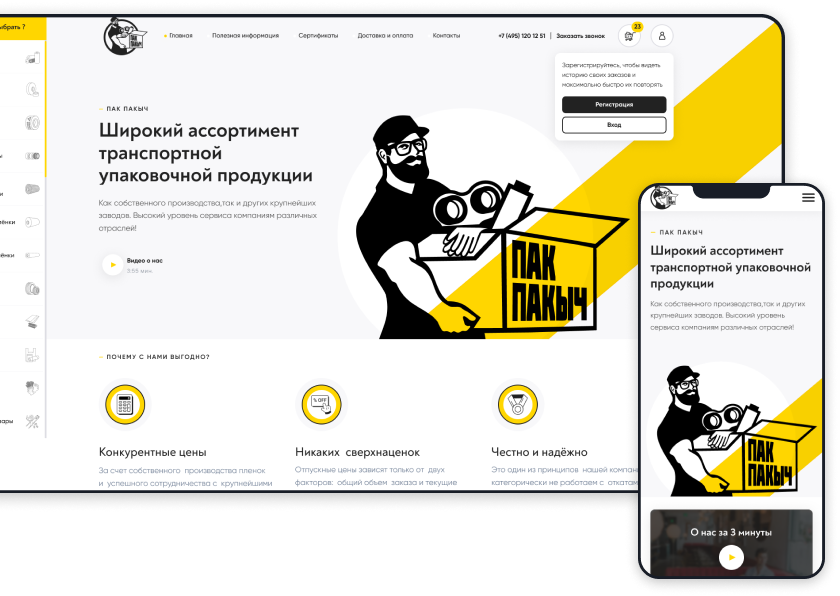 ыбрать ?
ПАК
ПАКЫЧ
Главная
Полезная информация
Сертификаты
Доставка и оплата
Контакты
+7 (495) 120 12 51 | Заказать звонок
23
Зарегистрируйтесь, чтобы видеть
историю своих заказов и
максимально быстро их повторять
Регистрация
Вход
ПАК ПАКЫЧ
Широкий ассортимент
транспортной
упаковочной продукции
Как собственного производства,так и других крупнейших
заводов. Высокий уровень сервиса компаниям различных
отраслей!
Видео о нас
ПАК
ПАКЫЧ
ПОЧЕМУ С НАМИ ВЫГОДНО?
% OFF
Конкурентные цены
За счет собственного производства пленок
и успешного сотрудничества с крупнейшими
Никаких сверхнаценок
Отпускные цены зависят только от двух
факторов: общий объем заказа и текущие
Честно и надёжно
Это один из принципов нашей компан
категорически не работаем с откатам
ПАК ПАКЫЧ
Широкий ассортимент
транспортной упаковочной
продукции
Как собственного производства,так и других
крупнейших заводов. Высокий уровень
сервиса компаниям различных отраслей!
ПАК
ПАКЫЧ
О нас за 3 минуты